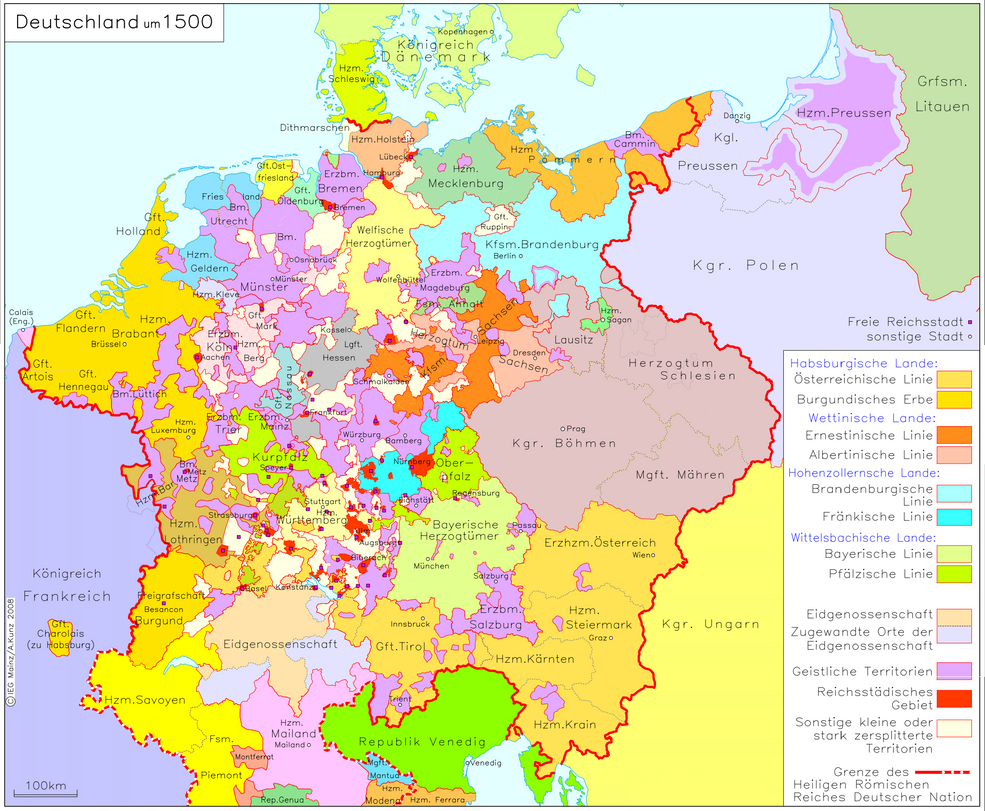 Deutschland um 1500
Kopenhagen
Königreich
Dänemark
Hzm.
Schleswig
Grfsm.
Litauen
Hzm. Preussen
Danzig
Kgl.
Preussen
Dithmarschen
Hzm. Holstein
Lübeck
Hamburg
Hzm
Pommern
Bm.
Cammin
Hzm.
Mecklenburg
Gft. Ost-
friesland
Erzbm.
Bremen
Bremen
Gft.
Oldenburg
Fries land
Bm.
Utrecht
Gft.
Holland
Bm.
Osnabrück
Münster
Münster
Welfische
Herzogtümer
Wolfenbüttel
Gft.
Ruppin
Kfsm. Brandenburg
Berlin
Kgr. Polen
Hzm.
Geldern
Hzm. Kleve
Erzbm.
Magdeburg
Fsm. Anhalt
Hzm.
Sagan
Calais
(Eng.)
Gft.
Flandern
Hzm.
Brabant
Brüssel
Gft.
Mark
Erzbm.
Köln
Hzm.
Berg
Aachen
Kassel
Lgft.
Hessen
Herzogtum
Sachsen
Kfsm.
Sachsen
Leipzig
Dresden
Lausitz
Herzogtum
Schlesien
Schmalkalden
Gft.
Artois
Gft.
Hennegau
Bm. Lüttich
Gft.
Nassau
Hzm.
Luxemburg
Erzbm.
Trier
Erzbm.
Mainz
Frankfurt
Würzburg
Bamberg
Prag
Kgr. Böhmen
Mgft. Mähren
Kurpfalz
Speyer
Nürnberg
Ober-
pfalz
Bm.
Metz
Metz
Hzm. Bar
Hzm.
Lothringen
Strassburg
Stuttgart
Hzm.
Württemberg
Eichstätt
Regensburg
Bayerische
Herzogtümer
Passau
Ulm
Augsburg
Biberach
München
Erzhzm. Österreich
Wien
Königreich
Frankreich
Freigrafschaft
Besancon
Burgund
Basel
Konstanz
Salzburg
Erzbm.
Salzburg
Hzm.
Steiermark
Graz
Kgr. Ungarn
Gft.
Charolais
(zu Habsburg)
Eidgenossenschaft
Innsbruck
Gft. Tirol
Hzm. Kärnten
Hzm. Savoyen
Trient
Hzm. Krain
Fsm.
Piemont
Montferrat
Hzm.
Mailand
Mailand
Republik Venedig
Venedig
Mgft.
Mantua
Rep. Genua
Hzm.
Modena
Hzm. Ferrara
100km
©IEG Mainz/A.Kunz 2008
Freie Reichsstadt
sonstige Stadt
Habsburgische Lande:
Österreichische Linie
Burgundisches Erbe
Wettinische Lande:
Ernestinische Linie
Albertinische Linie
Hohenzollernsche Lande:
Brandenburgische
Linie
Fränkische Linie
Wittelsbachische Lande:
Bayerische Linie
Pfälzische Linie
Eidgenossenschaft
Zugewandte Orte der
Eidgenossenschaft
Geistliche Territorien
Reichsstädisches
Gebiet
Sonstige kleine oder
stark zersplitterte
Territorien
Grenze des
Heiligen Römischen
Reiches Deutscher Nation